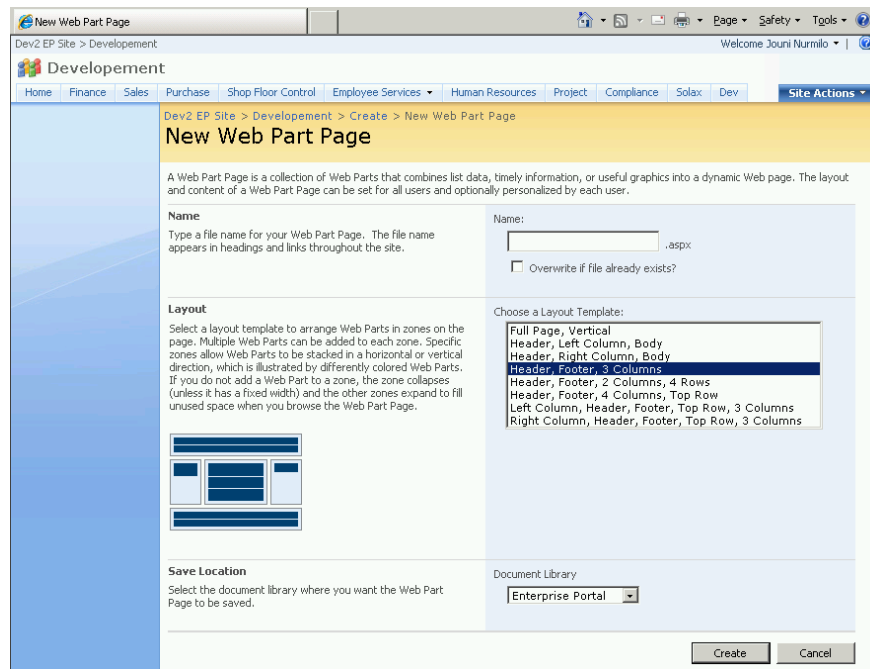 New Web Part Page
Page
Safety
Tools
Dev2 EP Site > Developement
Welcome Jouni Nurmilo
Developement
Home
Finance
Sales
Purchase
Shop Floor Control
Employee Services
Human Resources
Project
Compliance
Solax
Dev
Site Actions
Dev2 EP Site > Developement > Create > New Web Part Page
New Web Part Page
A Web Part Page is a collection of Web Parts that combines list data, timely information, or useful graphics into a dynamic Web page. The layout
and content of a Web Part Page can be set for all users and optionally personalized by each user.
Name
Type a file name for your Web Part Page. The file name
appears in headings and links throughout the site.
Name:
.aspx
Overwrite if file already exists?
Layout
Select a layout template to arrange Web Parts in zones on the
page. Multiple Web Parts can be added to each zone. Specific
zones allow Web Parts to be stacked in a horizontal or vertical
direction, which is illustrated by differently colored Web Parts.
If you do not add a Web Part to a zone, the zone collapses
(unless it has a fixed width) and the other zones expand to fill
unused space when you browse the Web Part Page.
Choose a Layout Template:
Full Page, Vertical
Header, Left Column, Body
Header, Right Column, Body
Header, Footer, 3 Columns
Header, Footer, 2 Columns, 4 Rows
Header, Footer, 4 Columns, Top Row
Left Column, Header, Footer, Top Row, 3 Columns
Right Column, Header, Footer, Top Row, 3 Columns
Save Location
Select the document library where you want the Web Part
Page to be saved.
Document Library
Enterprise Portal
Create
Cancel